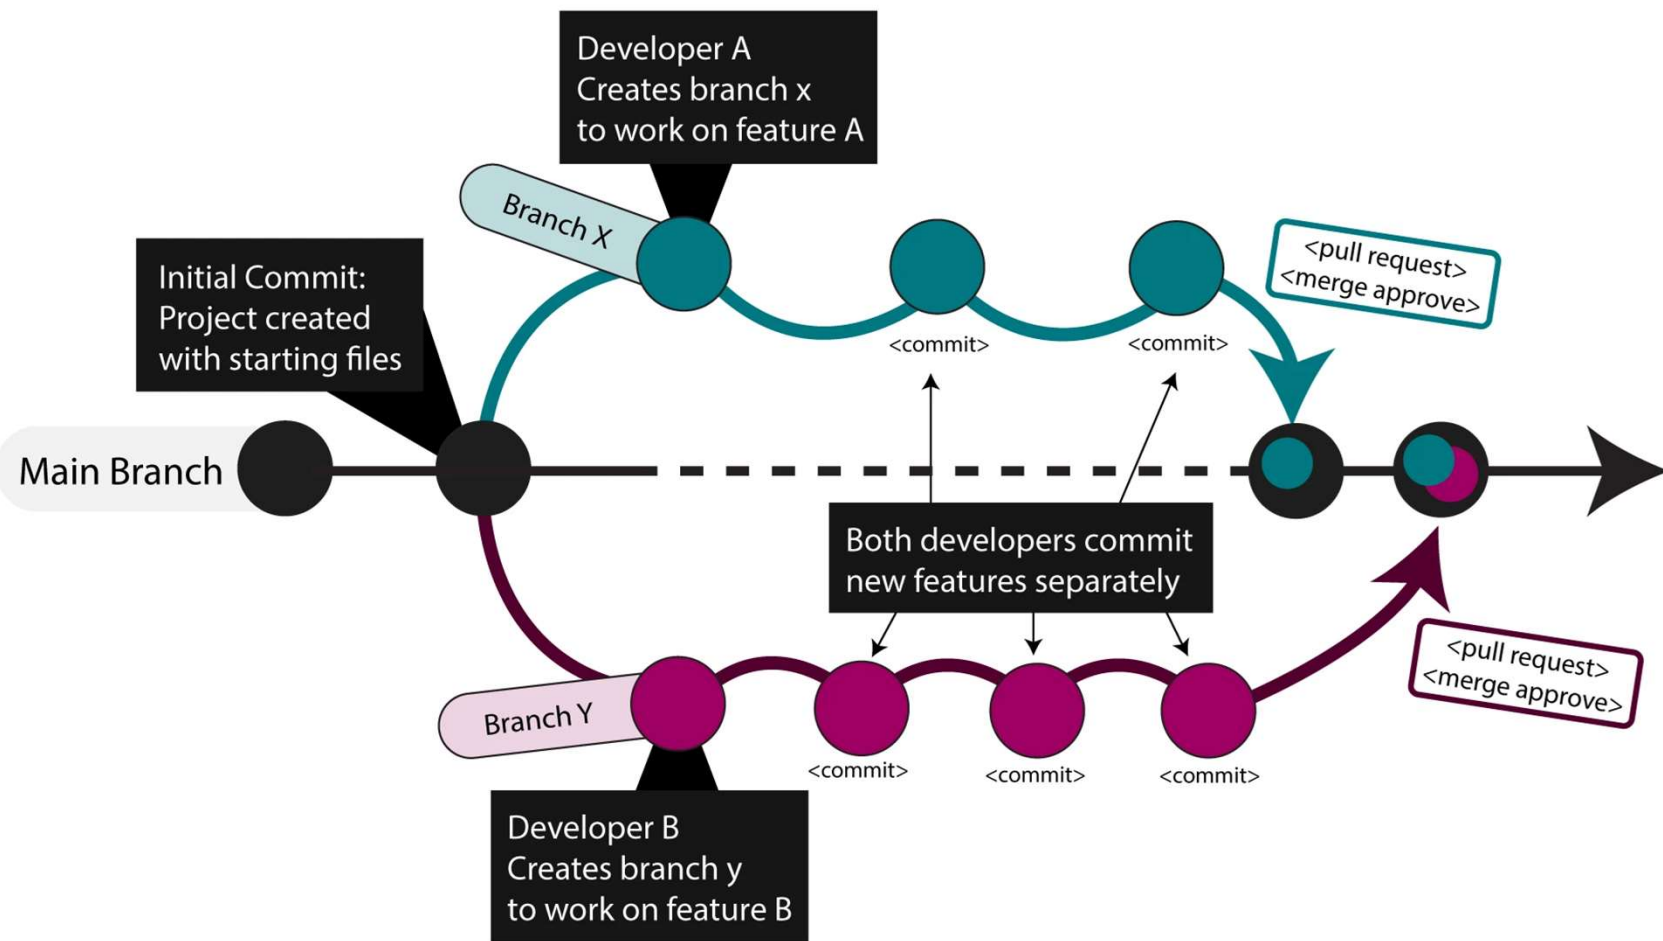 Developer A
Creates branch x
to work on feature A
Branch X
<pull request>
<merge approve>
Initial Commit:
Project created
with starting files
<commit>
<commit>
Main Branch
Both developers commit
new features separately
<pull request>
<merge approve>
Branch Y
<commit>
<commit>
<commit>
Developer B
Creates branch y
to work on feature B